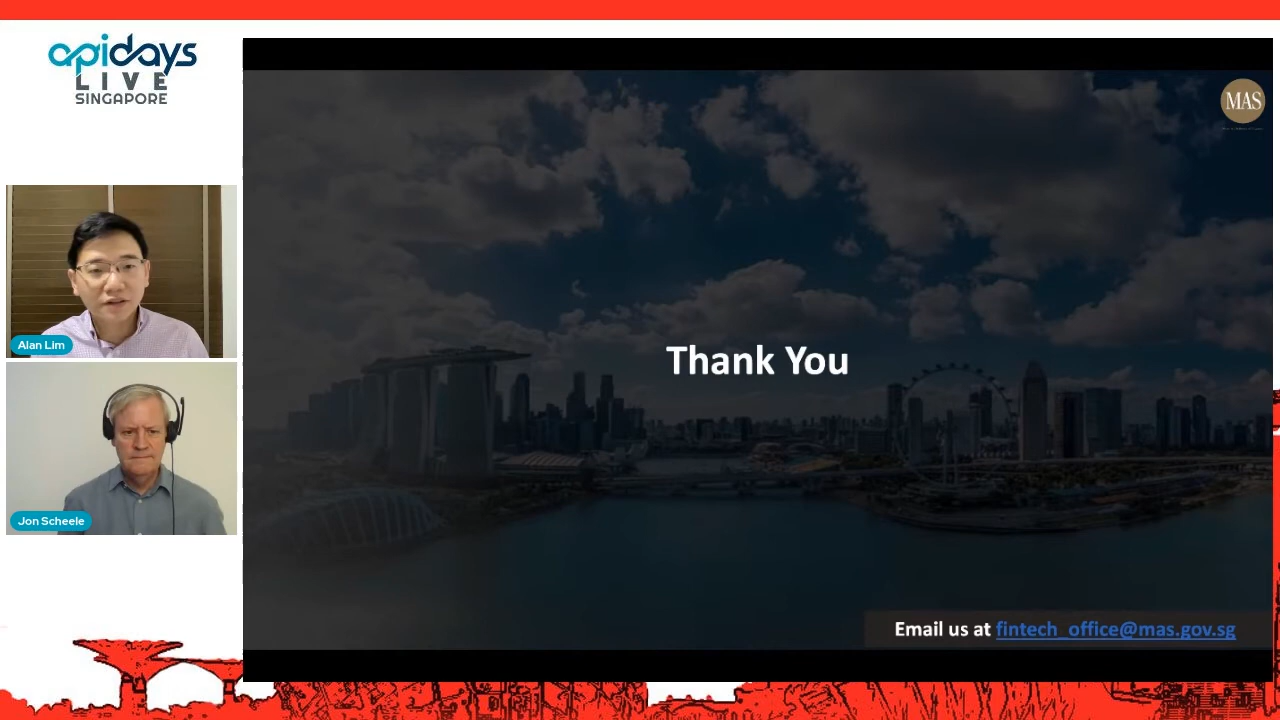 apidays
LIVE
SINGAPORE
MAS
Alan Lim
Jon Scheele
Thank You
Email us at fintech_office@mas.gov.sg